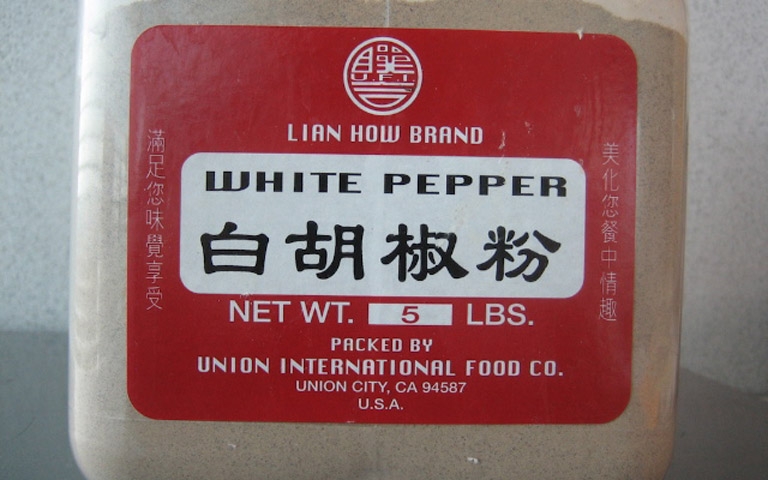 U.F.I.
LIAN HOW BRAND
WHITE PEPPER
白胡椒粉
NET WT. 5 LBS.
PACKED BY
UNION INTERNATIONAL FOOD CO.
UNION CITY, CA 94587
U.S.A.
美化您餐中情趣
滿足您味覺享受